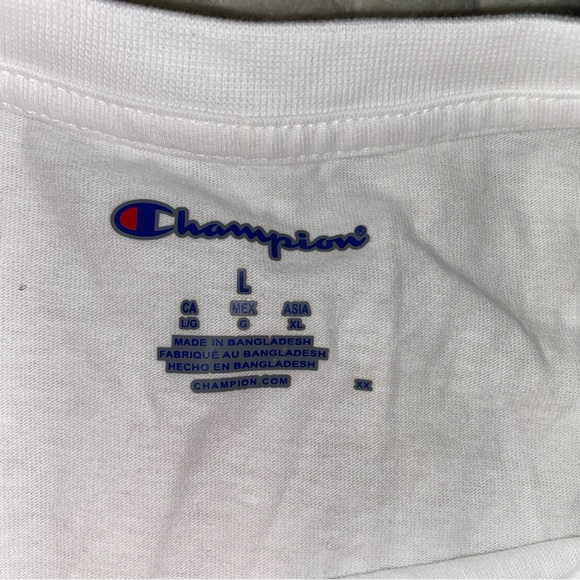 Champion®
L
CA MEX ASIA
L/G G XL
MADE IN BANGLADESH
FABRIQUÉ AU BANGLADESH
HECHO EN BANGLADESH
CHAMPION.COM XX